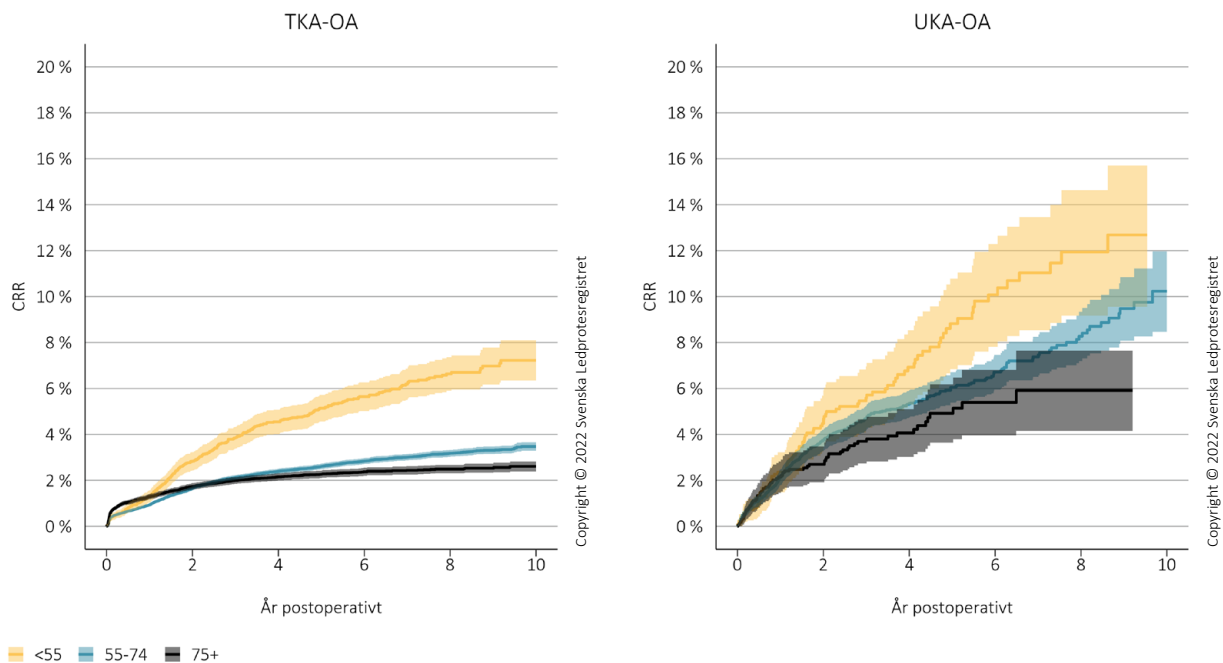 TKA-OA
20 %
18 %
16 %
14 %
12 %
10 %
8 %
6 %
4 %
2 %
0 %
CRR
0 2 4 6 8 10
År postoperativt
Copyright © 2022 Svenska Ledprotesregistret
UKA-OA
20 %
18 %
16 %
14 %
12 %
10 %
8 %
6 %
4 %
2 %
0 %
CRR
0 2 4 6 8 10
År postoperativt
Copyright © 2022 Svenska Ledprotesregistret
<55 55-74 75+